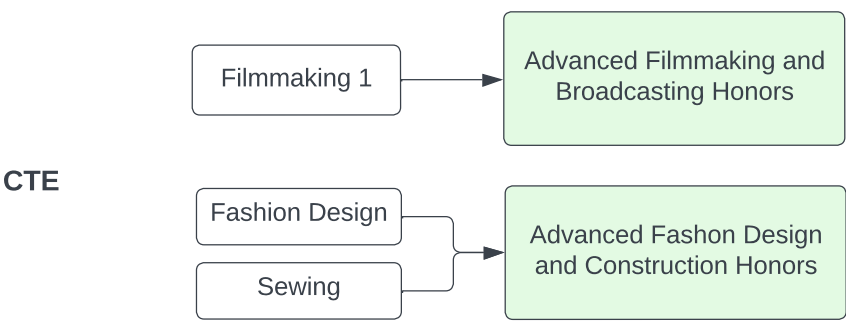 Filmmaking 1
Advanced Filmmaking and
Broadcasting Honors
CTE
Fashion Design
Sewing
Advanced Fashon Design
and Construction Honors